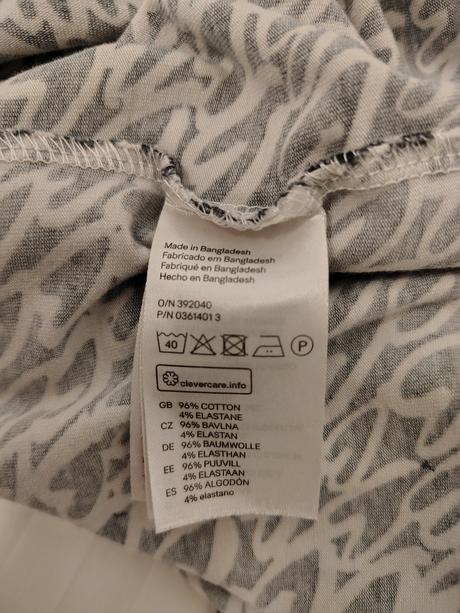 Made in Bangladesh
Fabricado em Bangladesh
Fabriqué en Bangladesh
Hecho en Bangladesh
O/N 392040
P/N 0361401 3
40 P
clevercare.info
GB 96% COTTON
4% ELASTANE
CZ 96% BAVLNA
4% ELASTAN
DE 96% BAUMWOLLE
4% ELASTHAN
EE 96% PUUVILL
4% ELASTAAN
ES 96% ALGODÓN
4% elastano